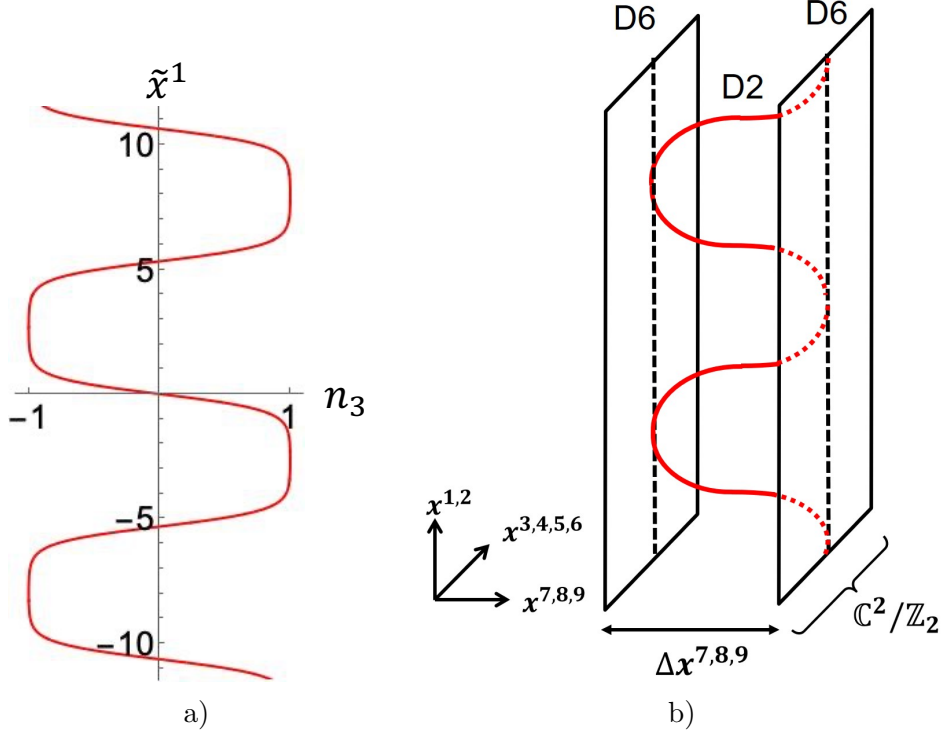 x̃¹
10
5
-1
1
n₃
-5
-10
a)
D6
D6
D2
x^{1,2}
x^{3,4,5,6}
x^{7,8,9}
Δx^{7,8,9}
ℂ²/ℤ₂
b)